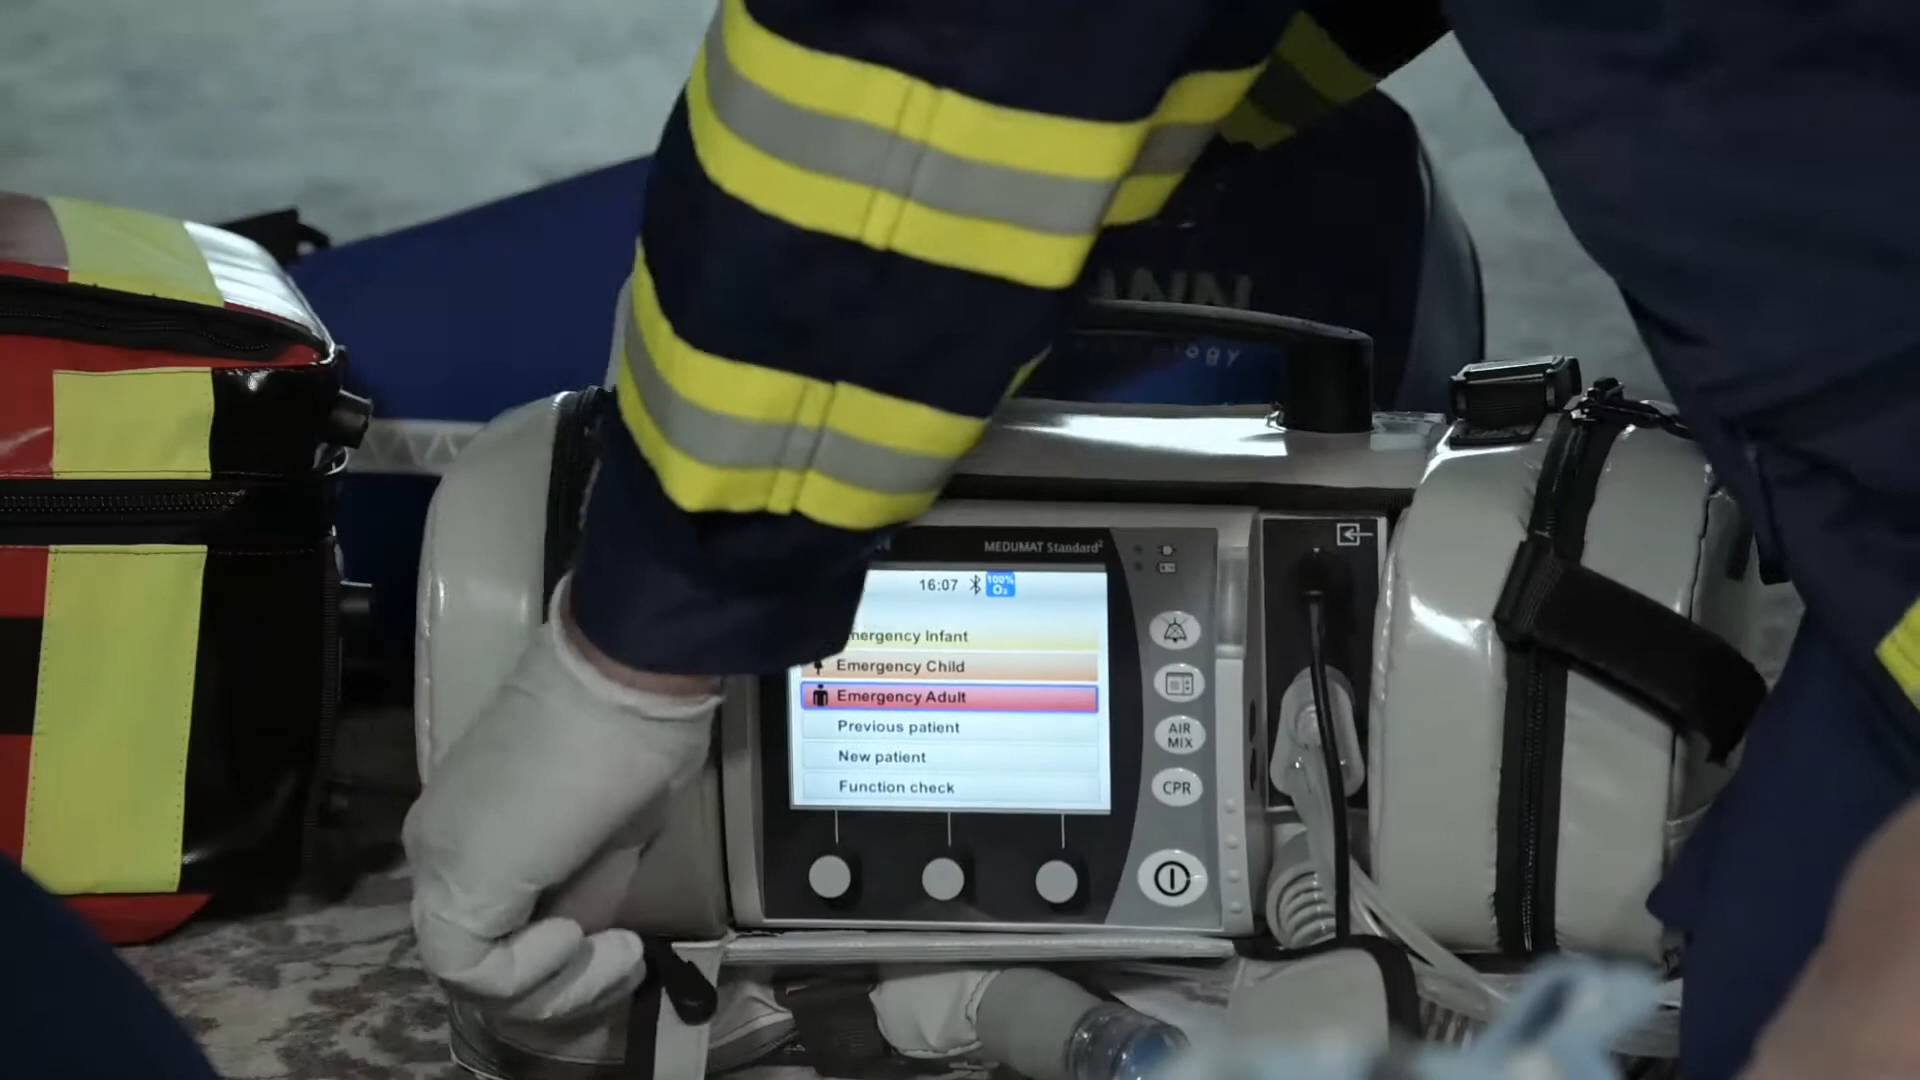 ogy
MEDUMAT Standard²
16:07 100% O₂
mergency Infant
Emergency Child
Emergency Adult
Previous patient
New patient
Function check
AIR MIX
CPR